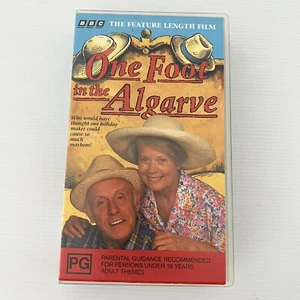 BBC THE FEATURE LENGTH FILM
One Foot
in the
Algarve
Who would have
thought one holiday
maker could
cause so
much
mayhem!
PG
PARENTAL GUIDANCE RECOMMENDED
FOR PERSONS UNDER 15 YEARS
ADULT THEMES